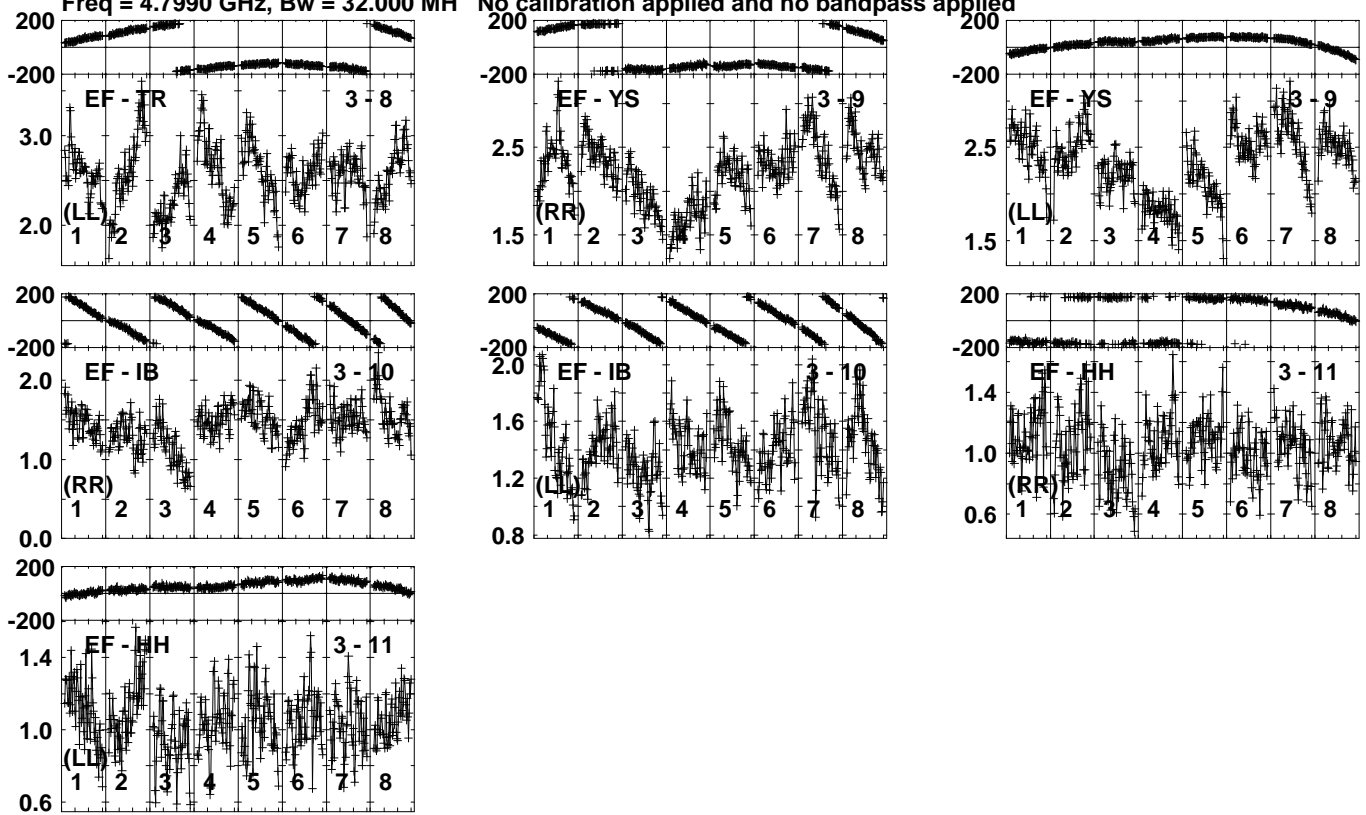 Freq = 4.7990 GHz, Bw = 32.000 MH No calibration applied and no bandpass applied
200
-200
EF - TR 3 - 8
3.0
2.0
(LL)
1 2 3 4 5 6 7 8
200
-200
EF - YS 3 - 9
2.5
1.5
(RR)
1 2 3 4 5 6 7 8
200
-200
EF - YS 3 - 9
2.5
1.5
(LL)
1 2 3 4 5 6 7 8
200
-200
EF - IB 3 - 10
2.0
1.0
0.0
(RR)
1 2 3 4 5 6 7 8
200
-200
EF - IB 3 - 10
2.0
1.6
1.2
0.8
(LL)
1 2 3 4 5 6 7 8
200
-200
EF - HH 3 - 11
1.4
1.0
0.6
(RR)
1 2 3 4 5 6 7 8
200
-200
EF - HH 3 - 11
1.4
1.0
0.6
(LL)
1 2 3 4 5 6 7 8